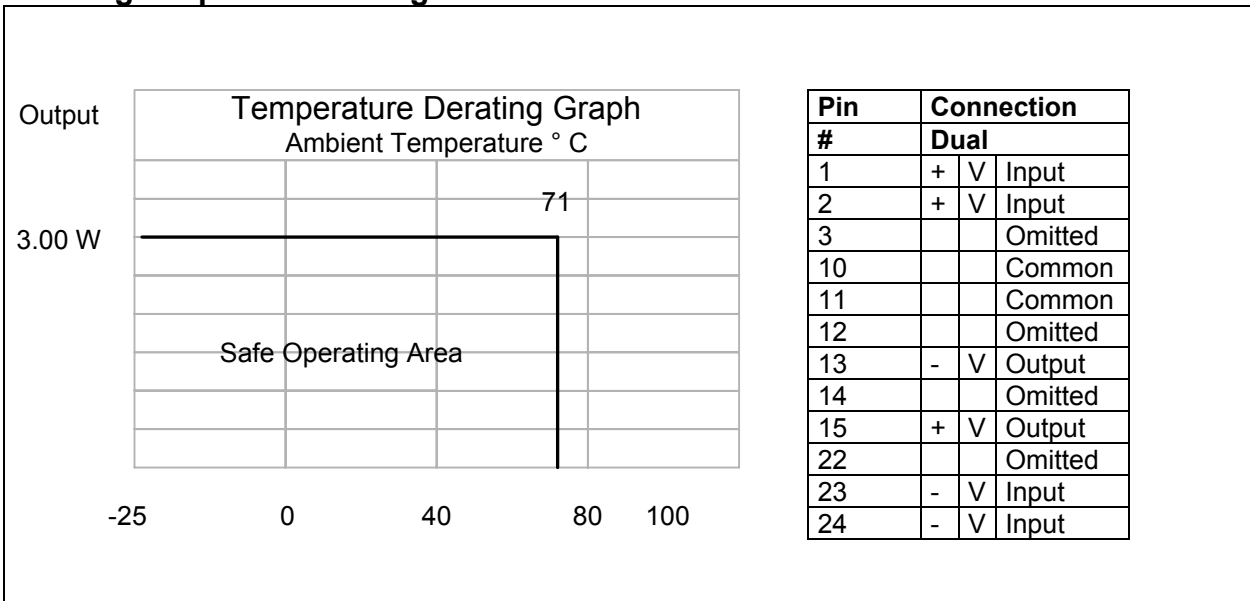 Output
Temperature Derating Graph
Ambient Temperature ° C
71
3.00 W
Safe Operating Area
-25 0 40 80 100
Pin Connection
# Dual
1 + V Input
2 + V Input
3 Omitted
10 Common
11 Common
12 Omitted
13 - V Output
14 Omitted
15 + V Output
22 Omitted
23 - V Input
24 - V Input